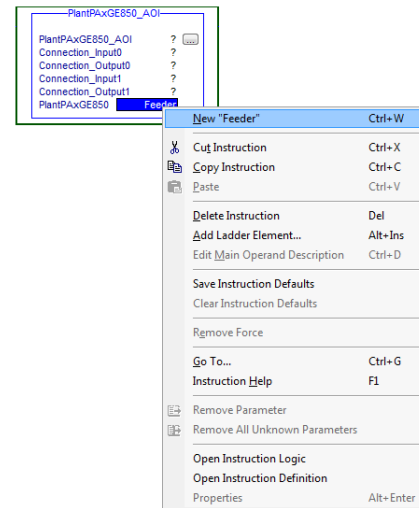 PlantPAxGE850_AOI
PlantPAxGE850_AOI ? ...
Connection_Input0 ?
Connection_Output0 ?
Connection_Input1 ?
Connection_Output1 ?
PlantPAxGE850 Feeder
New "Feeder" Ctrl+W
Cut Instruction Ctrl+X
Copy Instruction Ctrl+C
Paste Ctrl+V
Delete Instruction Del
Add Ladder Element... Alt+Ins
Edit Main Operand Description Ctrl+D
Save Instruction Defaults
Clear Instruction Defaults
Remove Force
Go To... Ctrl+G
Instruction Help F1
Remove Parameter
Remove All Unknown Parameters
Open Instruction Logic
Open Instruction Definition
Properties Alt+Enter